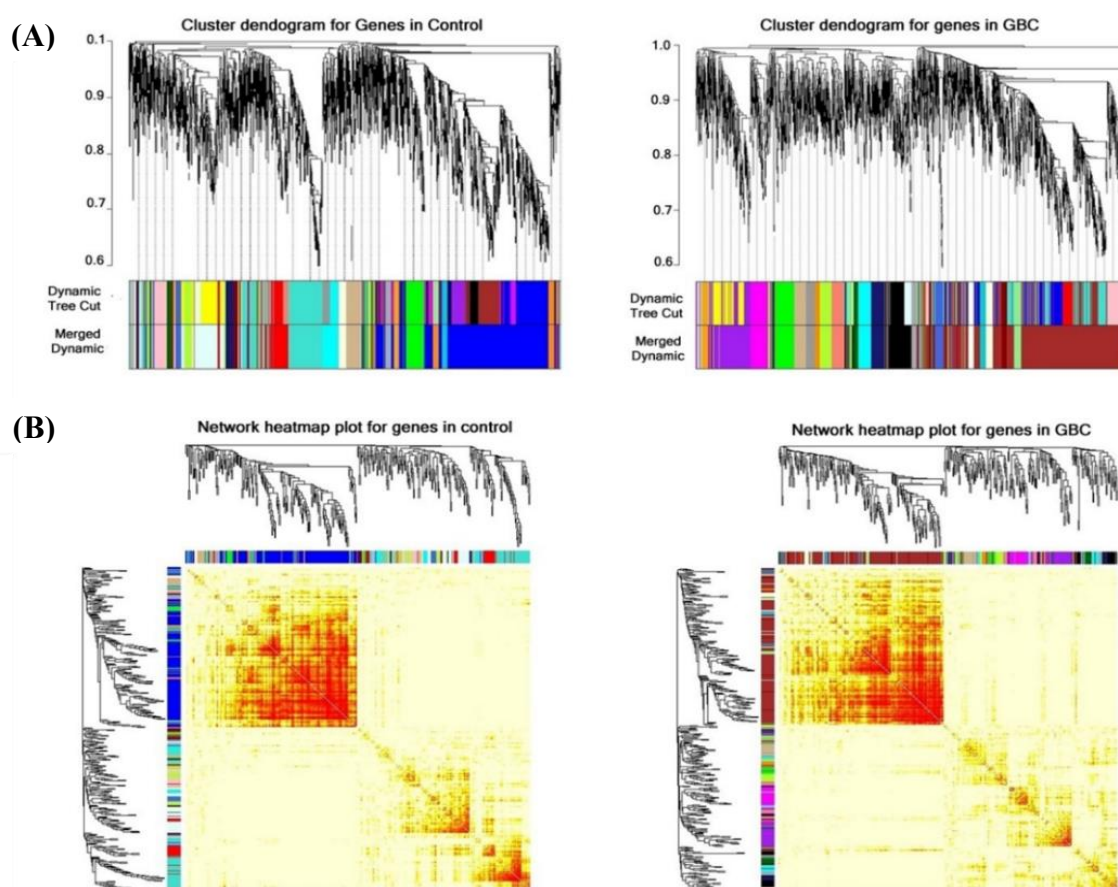 (A)
Cluster dendogram for Genes in Control
0.1
0.9
0.8
0.7
0.6
Dynamic
Tree Cut
Merged
Dynamic
Cluster dendogram for genes in GBC
1.0
0.9
0.8
0.7
0.6
Dynamic
Tree Cut
Merged
Dynamic
(B)
Network heatmap plot for genes in control
Network heatmap plot for genes in GBC